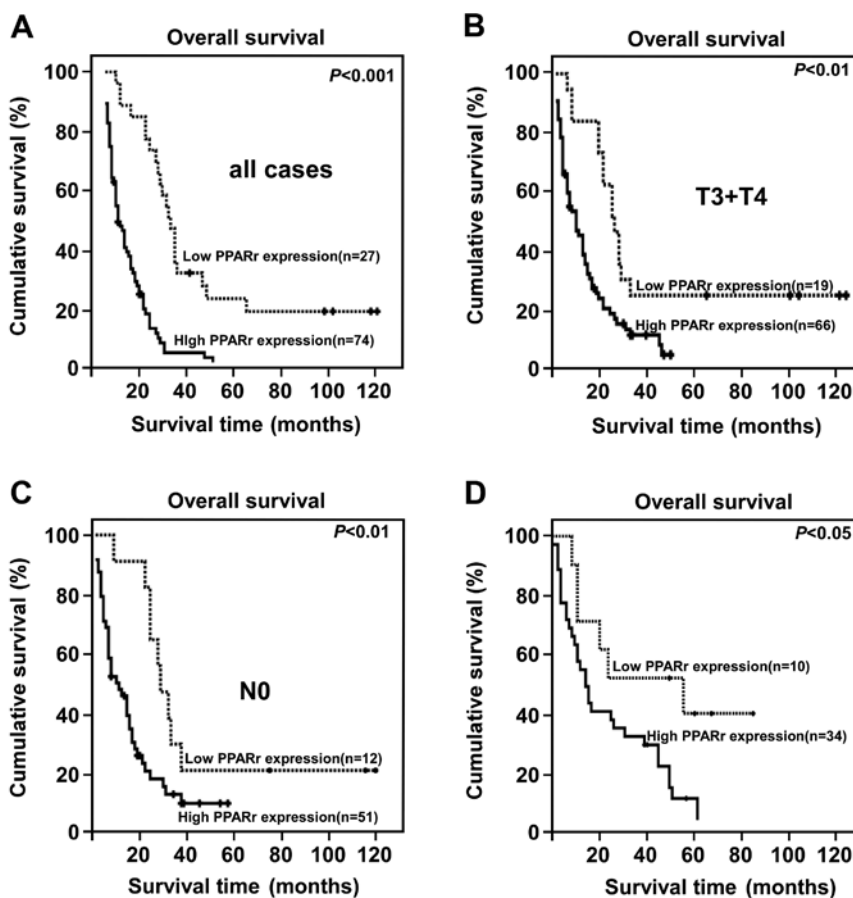 A
Overall survival
P<0.001
Cumulative survival (%)
100
80
60
40
20
0
all cases
Low PPARr expression(n=27)
HIgh PPARr expression(n=74)
20 40 60 80 100 120
Survival time (months)
B
Overall survival
P<0.01
Cumulative survival (%)
100
80
60
40
20
0
T3+T4
Low PPARr expression(n=19)
High PPARr expression(n=66)
20 40 60 80 100 120
Survival time (months)
C
Overall survival
P<0.01
Cumulative survival (%)
100
80
60
40
20
0
N0
Low PPARr expression(n=12)
High PPARr expression(n=51)
20 40 60 80 100 120
Survival time (months)
D
Overall survival
P<0.05
Cumulative survival (%)
100
80
60
40
20
0
Low PPARr expression(n=10)
High PPARr expression(n=34)
20 40 60 80 100 120
Survival time (months)